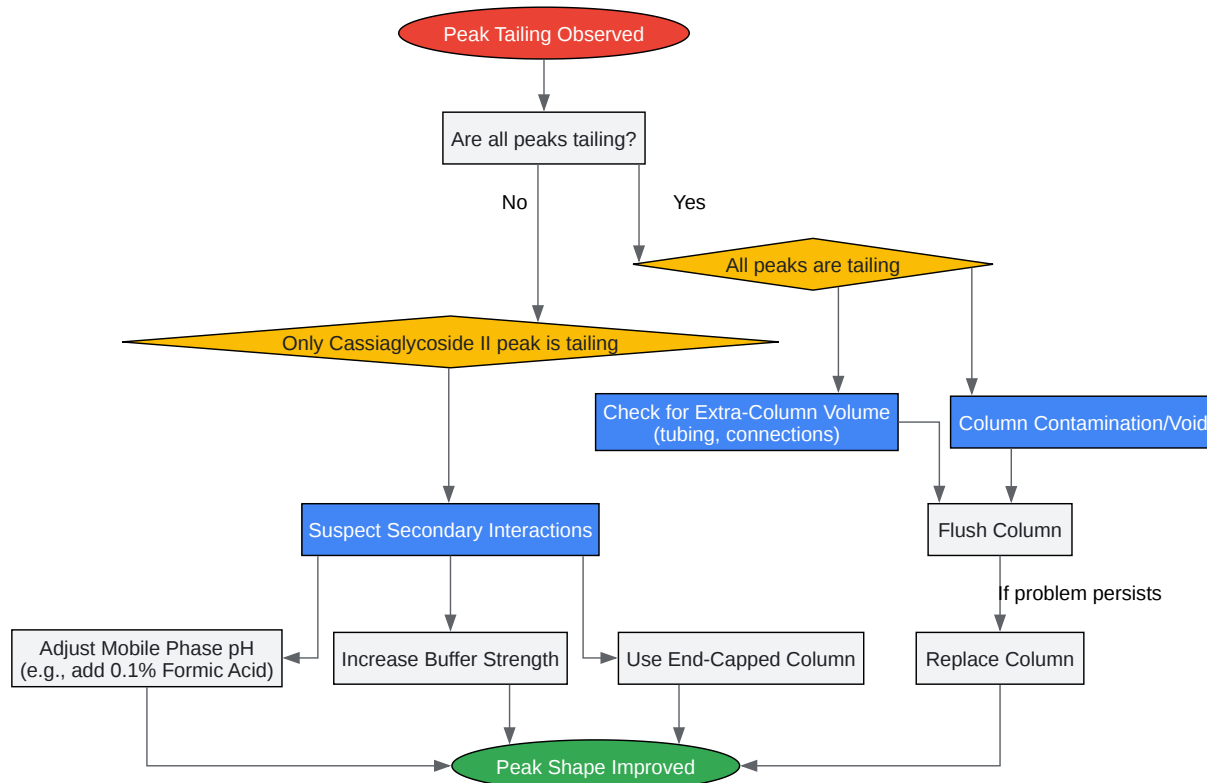 Peak Tailing Observed
Are all peaks tailing?
No
Yes
All peaks are tailing
Only Cassiaglycoside II peak is tailing
Check for Extra-Column Volume
(tubing, connections)
Column Contamination/Void
Suspect Secondary Interactions
Flush Column
If problem persists
Adjust Mobile Phase pH
(e.g., add 0.1% Formic Acid)
Increase Buffer Strength
Use End-Capped Column
Replace Column
Peak Shape Improved